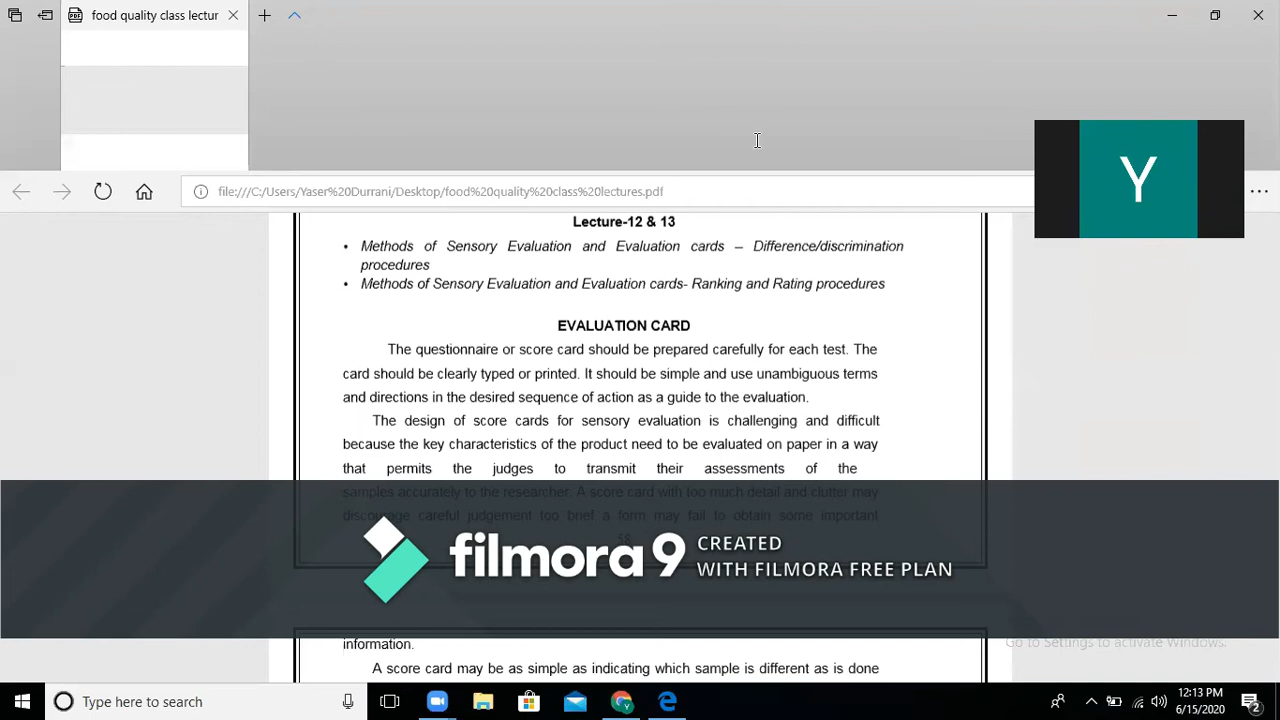 food quality class lectur
file:///C:/Users/Yaser%20Durrani/Desktop/food%20quality%20class%20lectures.pdf
Y
Lecture-12 & 13
• Methods of Sensory Evaluation and Evaluation cards – Difference/discrimination
procedures
• Methods of Sensory Evaluation and Evaluation cards- Ranking and Rating procedures
EVALUATION CARD
The questionnaire or score card should be prepared carefully for each test. The
card should be clearly typed or printed. It should be simple and use unambiguous terms
and directions in the desired sequence of action as a guide to the evaluation.
The design of score cards for sensory evaluation is challenging and difficult
because the key characteristics of the product need to be evaluated on paper in a way
that permits the judges to transmit their assessments of the
samples accurately to the researcher. A score card with too much detail and clutter may
discourage careful judgement too brief a form may fail to obtain some important
filmora 9 CREATED
WITH FILMORA FREE PLAN
information.
Go to Settings to activate Windows.
A score card may be as simple as indicating which sample is different as is done
Type here to search
12:13 PM
6/15/2020
2